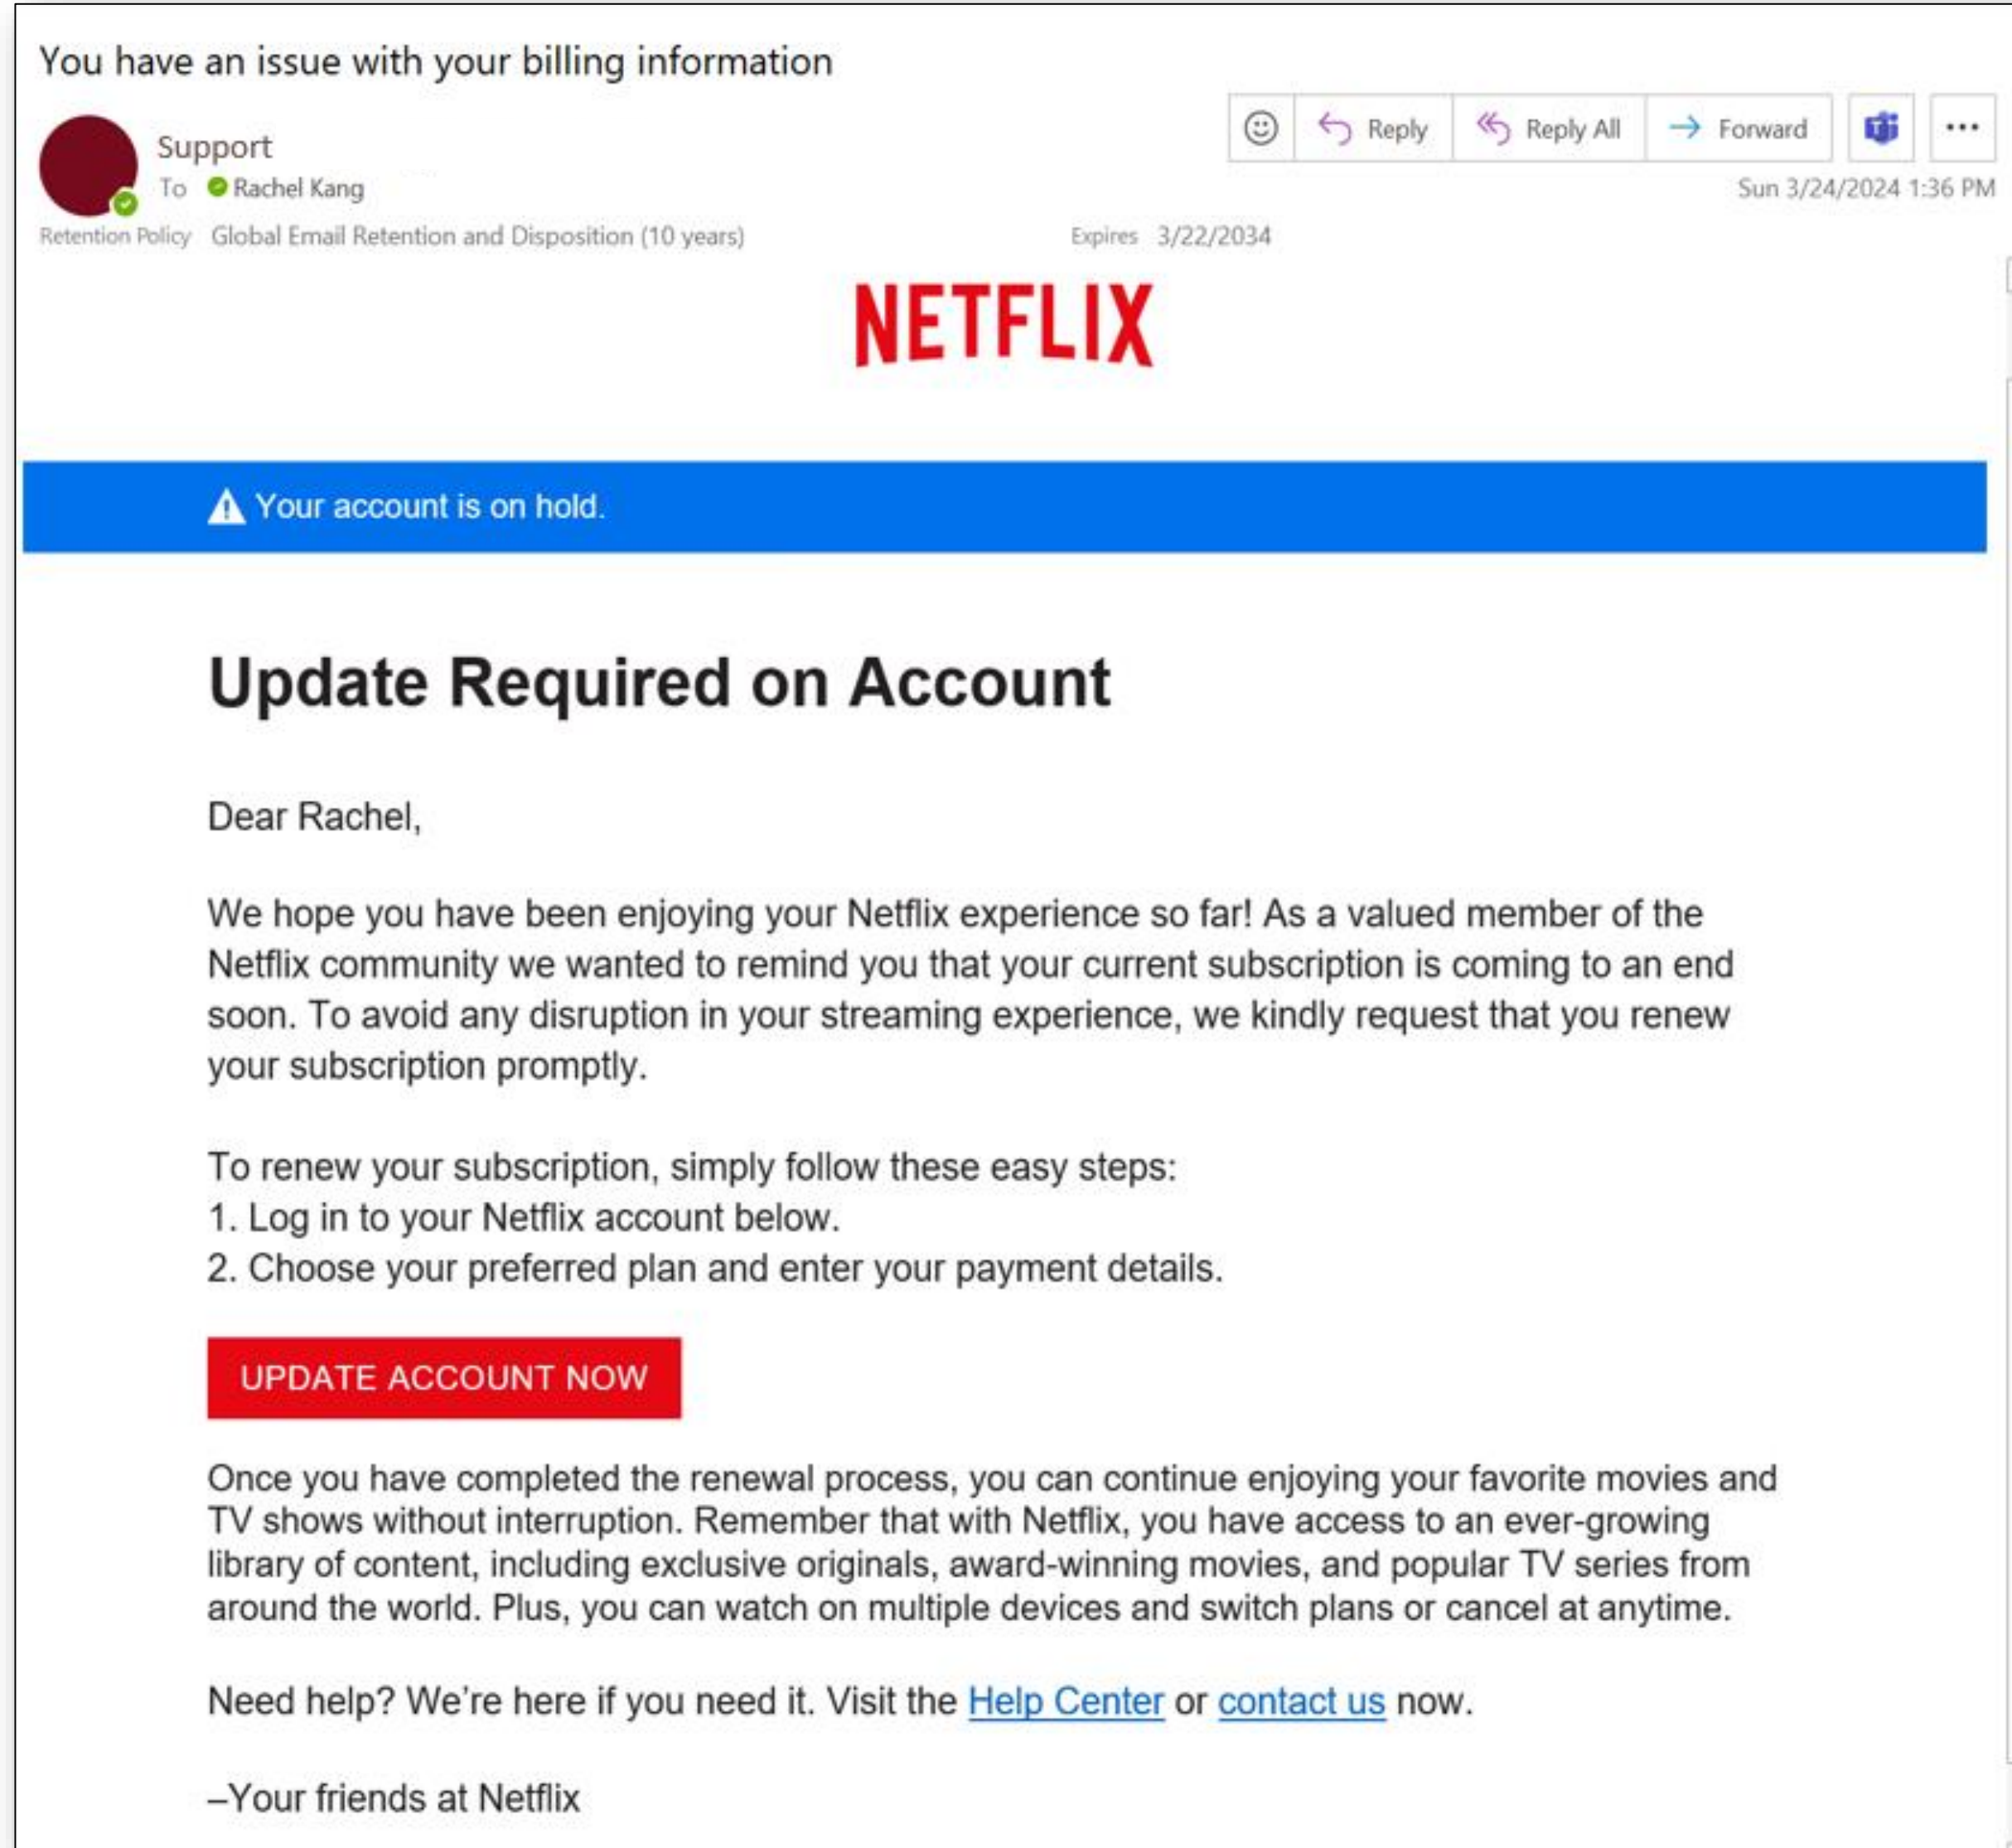 You have an issue with your billing information
Support
Reply
Reply All
Forward
To Rachel Kang
Sun 3/24/2024 1:36 PM
Retention Policy Global Email Retention and Disposition (10 years) Expires 3/22/2034
NETFLIX
Your account is on hold.
Update Required on Account
Dear Rachel,
We hope you have been enjoying your Netflix experience so far! As a valued member of the
Netflix community we wanted to remind you that your current subscription is coming to an end
soon. To avoid any disruption in your streaming experience, we kindly request that you renew
your subscription promptly.
To renew your subscription, simply follow these easy steps:
1. Log in to your Netflix account below.
2. Choose your preferred plan and enter your payment details.
UPDATE ACCOUNT NOW
Once you have completed the renewal process, you can continue enjoying your favorite movies and
TV shows without interruption. Remember that with Netflix, you have access to an ever-growing
library of content, including exclusive originals, award-winning movies, and popular TV series from
around the world. Plus, you can watch on multiple devices and switch plans or cancel at anytime.
Need help? We’re here if you need it. Visit the Help Center or contact us now.
–Your friends at Netflix